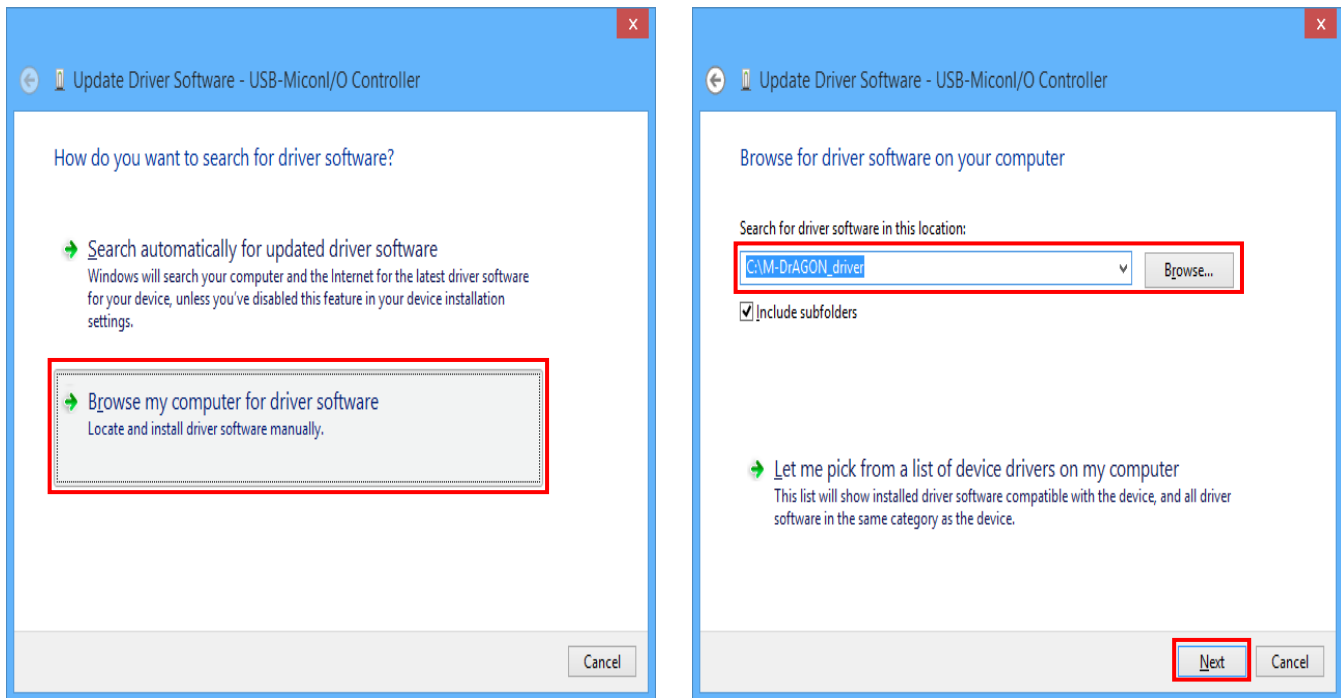 x
Update Driver Software - USB-MiconI/O Controller
How do you want to search for driver software?
Search automatically for updated driver software
Windows will search your computer and the Internet for the latest driver software
for your device, unless you've disabled this feature in your device installation
settings.
Browse my computer for driver software
Locate and install driver software manually.
Cancel
x
Update Driver Software - USB-MiconI/O Controller
Browse for driver software on your computer
Search for driver software in this location:
C:\M-DrAGON_driver
Browse...
Include subfolders
Let me pick from a list of device drivers on my computer
This list will show installed driver software compatible with the device, and all driver
software in the same category as the device.
Next
Cancel